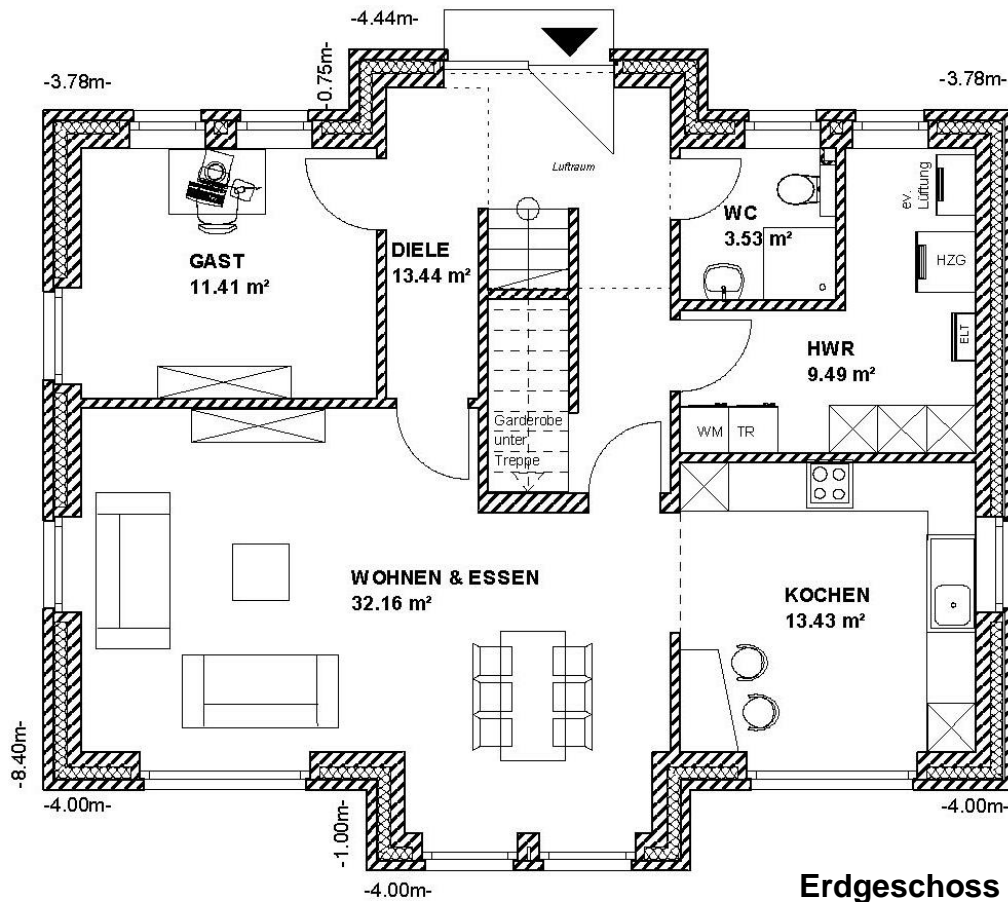 -4.44m-
-3.78m-
-0.75m-
-3.78m-
Luftraum
ev.
Lüftung
WC
3.53 m²
HZG
GAST
11.41 m²
DIELE
13.44 m²
ELT
HWR
9.49 m²
Garderobe
unter
Treppe
WM
TR
WOHNEN & ESSEN
32.16 m²
KOCHEN
13.43 m²
-8.40m-
-4.00m-
-1.00m-
-4.00m-
-4.00m-
Erdgeschoss